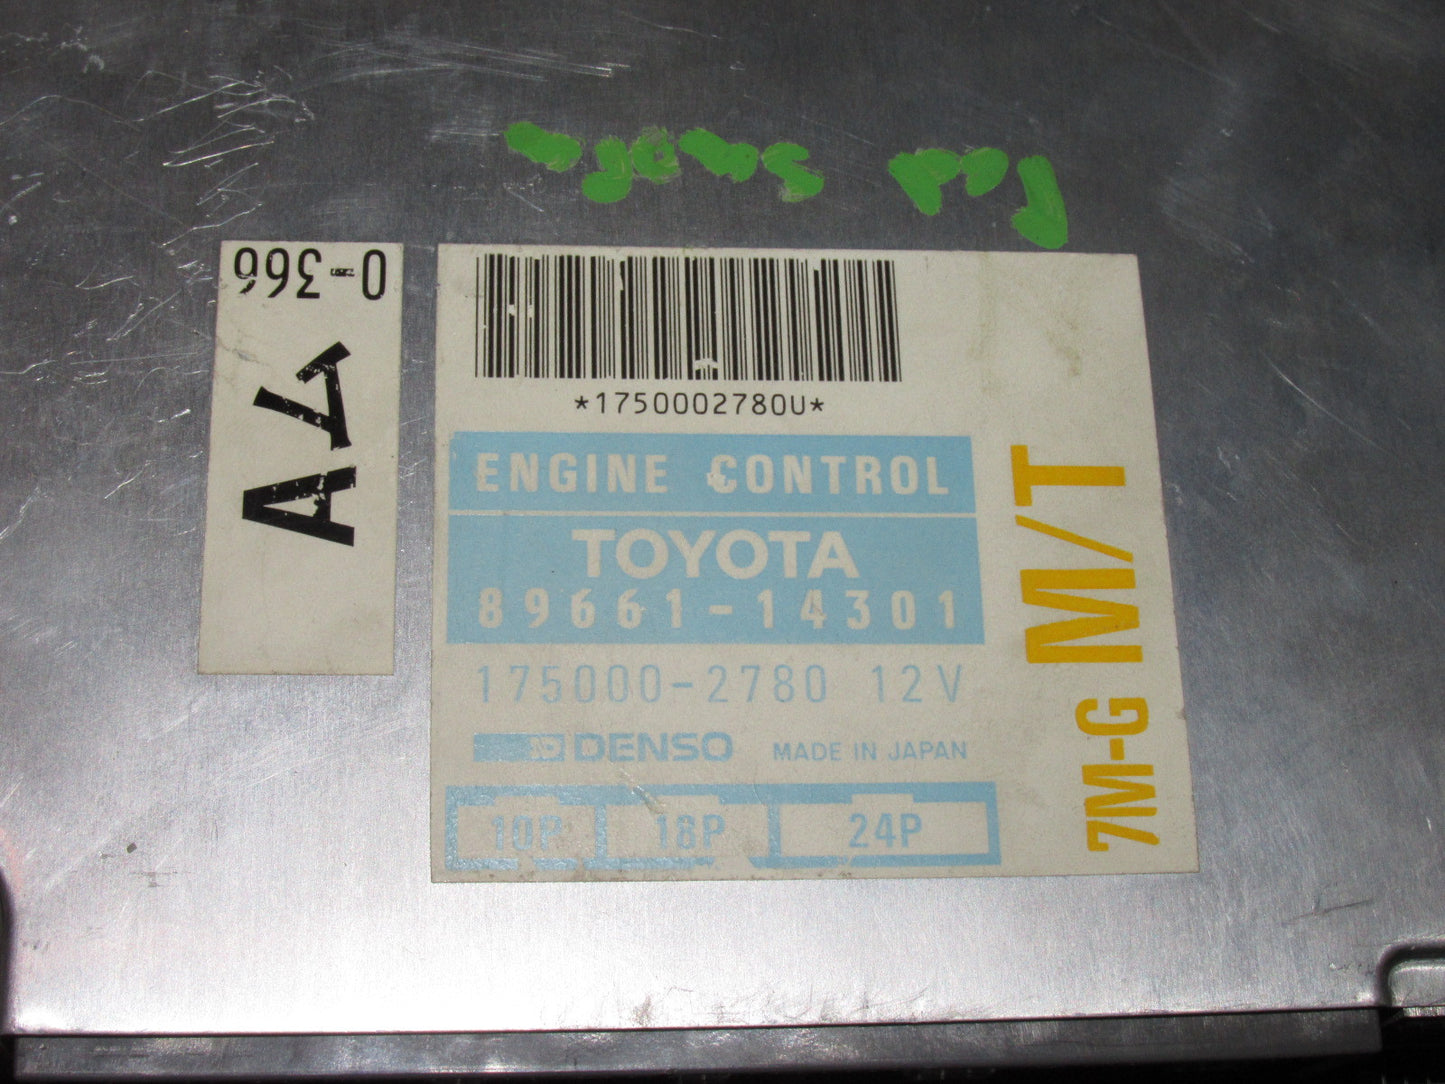 0-366
*1750002780U*
ENGINE CONTROL
TOYOTA
89661-14301
175000-2780 12V
DENSO MADE IN JAPAN
10P 18P 24P
7M-G M/T